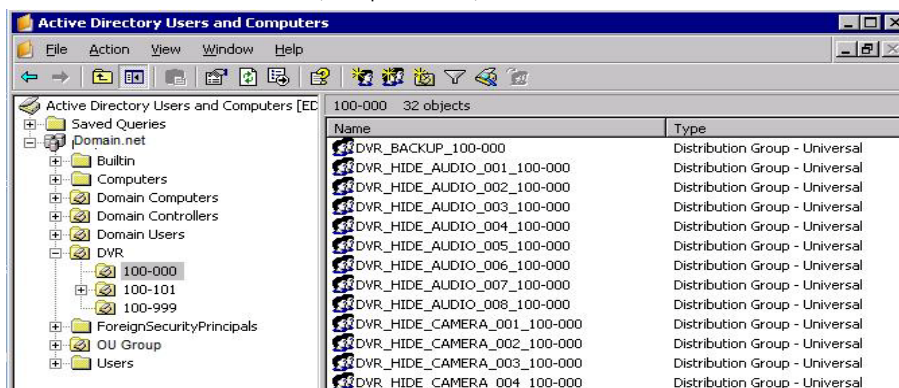 Active Directory Users and Computers
File Action View Window Help
Active Directory Users and Computers [ED
Saved Queries
Domain.net
Builtin
Computers
Domain Computers
Domain Controllers
Domain Users
DVR
100-000
100-101
100-999
ForeignSecurityPrincipals
OU Group
Users
100-000 32 objects
Name Type
DVR_BACKUP_100-000 Distribution Group - Universal
DVR_HIDE_AUDIO_001_100-000 Distribution Group - Universal
DVR_HIDE_AUDIO_002_100-000 Distribution Group - Universal
DVR_HIDE_AUDIO_003_100-000 Distribution Group - Universal
DVR_HIDE_AUDIO_004_100-000 Distribution Group - Universal
DVR_HIDE_AUDIO_005_100-000 Distribution Group - Universal
DVR_HIDE_AUDIO_006_100-000 Distribution Group - Universal
DVR_HIDE_AUDIO_007_100-000 Distribution Group - Universal
DVR_HIDE_AUDIO_008_100-000 Distribution Group - Universal
DVR_HIDE_CAMERA_001_100-000 Distribution Group - Universal
DVR_HIDE_CAMERA_002_100-000 Distribution Group - Universal
DVR_HIDE_CAMERA_003_100-000 Distribution Group - Universal
DVR_HIDE_CAMERA_004_100-000 Distribution Group - Universal